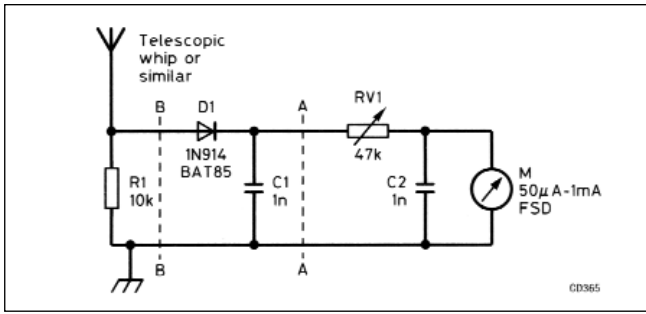 Telescopic
whip or
similar
B
D1
A
RV1
1N914
BAT85
47k
R1
10k
C1
1n
C2
1n
M
50μA-1mA
FSD
B
A
CD365